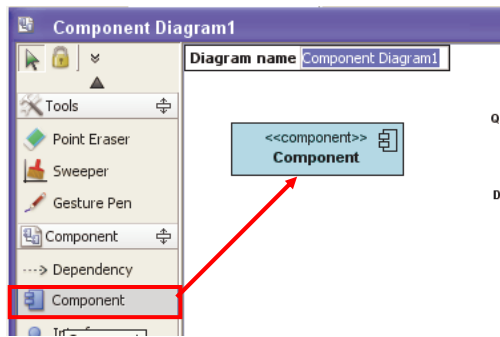 Component Diagram1
Diagram name Component Diagram1
Tools
Point Eraser
<<component>>
Component
Sweeper
Gesture Pen
Component
Dependency
Component